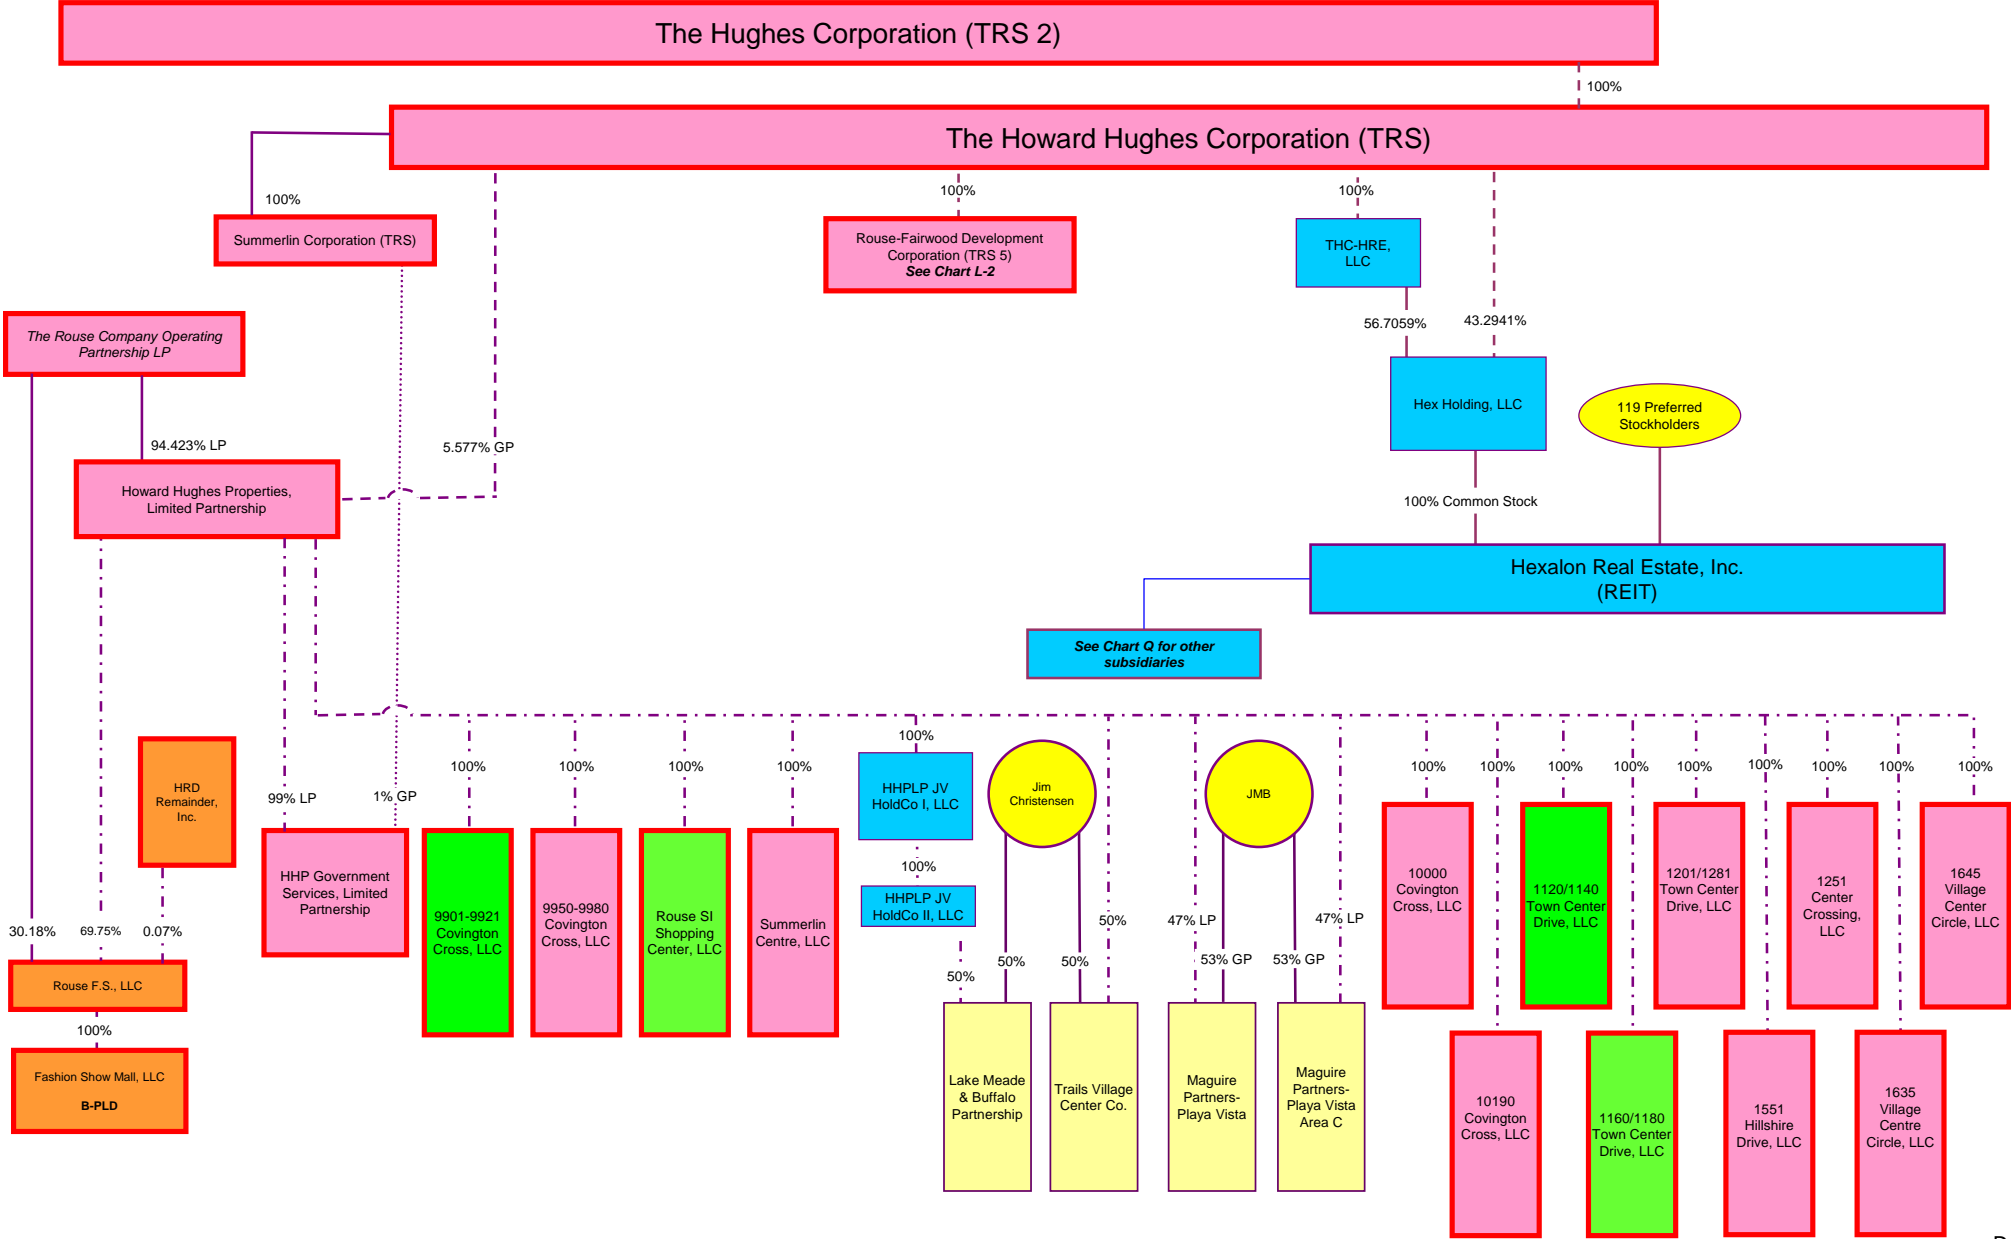 The Hughes Corporation (TRS 2)
100%
The Howard Hughes Corporation (TRS)
100%
100%
100%
Summerlin Corporation (TRS)
Rouse-Fairwood Development
Corporation (TRS 5)
See Chart L-2
THC-HRE,
LLC
56.7059%
43.2941%
The Rouse Company Operating
Partnership LP
94.423% LP
5.577% GP
Hex Holding, LLC
119 Preferred
Stockholders
Howard Hughes Properties,
Limited Partnership
100% Common Stock
Hexalon Real Estate, Inc.
(REIT)
See Chart Q for other
subsidiaries
HRD
Remainder,
Inc.
99% LP
1% GP
100%
100%
100%
100%
100%
HHPLP JV
HoldCo I, LLC
100%
HHPLP JV
HoldCo II, LLC
Jim
Christensen
JMB
100%
100%
100%
100%
100%
100%
100%
100%
100%
30.18%
69.75%
0.07%
Rouse F.S., LLC
100%
Fashion Show Mall, LLC
B-PLD
HHP Government
Services, Limited
Partnership
9901-9921
Covington
Cross, LLC
9950-9980
Covington
Cross, LLC
Rouse SI
Shopping
Center, LLC
Summerlin
Centre, LLC
50%
50%
50%
50%
47% LP
53% GP
53% GP
47% LP
Lake Meade
& Buffalo
Partnership
Trails Village
Center Co.
Maguire
Partners-
Playa Vista
Maguire
Partners-
Playa Vista
Area C
10000
Covington
Cross, LLC
1120/1140
Town Center
Drive, LLC
1201/1281
Town Center
Drive, LLC
1251
Center
Crossing,
LLC
1645
Village
Center
Circle, LLC
10190
Covington
Cross, LLC
1160/1180
Town Center
Drive, LLC
1551
Hillshire
Drive, LLC
1635
Village
Centre
Circle, LLC